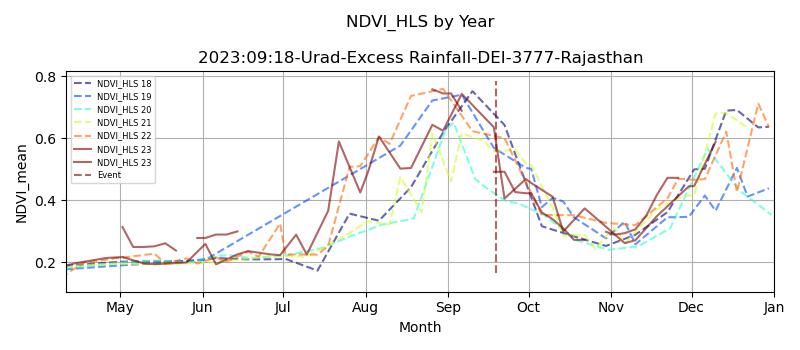 NDVI_HLS by Year
2023:09:18-Urad-Excess Rainfall-DEI-3777-Rajasthan
0.8
0.6
0.4
0.2
NDVI_mean
NDVI_HLS 18
NDVI_HLS 19
NDVI_HLS 20
NDVI_HLS 21
NDVI_HLS 22
NDVI_HLS 23
NDVI_HLS 23
Event
May Jun Jul Aug Sep Oct Nov Dec Jan
Month